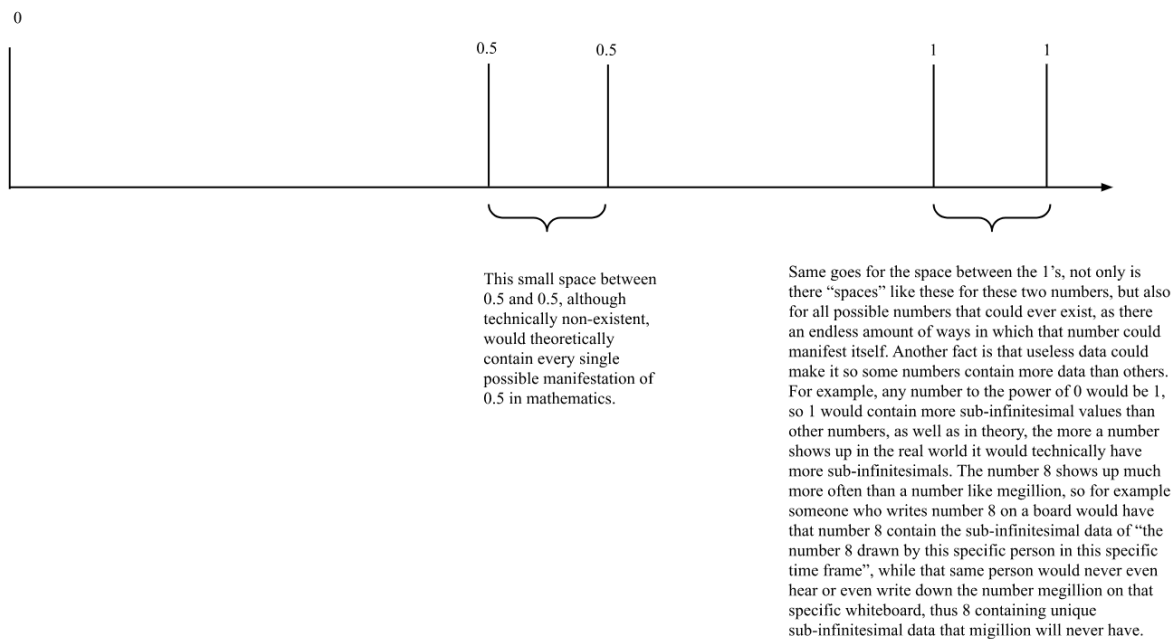 0
0.5
0.5
1
1
This small space between
0.5 and 0.5, although
technically non-existent,
would theoretically
contain every single
possible manifestation of
0.5 in mathematics.
Same goes for the space between the 1’s, not only is
there “spaces” like these for these two numbers, but also
for all possible numbers that could ever exist, as there
an endless amount of ways in which that number could
manifest itself. Another fact is that useless data could
make it so some numbers contain more data than others.
For example, any number to the power of 0 would be 1,
so 1 would contain more sub-infinitesimal values than
other numbers, as well as in theory, the more a number
shows up in the real world it would technically have
more sub-infinitesimals. The number 8 shows up much
more often than a number like megillion, so for example
someone who writes number 8 on a board would have
that number 8 contain the sub-infinitesimal data of “the
number 8 drawn by this specific person in this specific
time frame”, while that same person would never even
hear or even write down the number megillion on that
specific whiteboard, thus 8 containing unique
sub-infinitesimal data that migillion will never have.